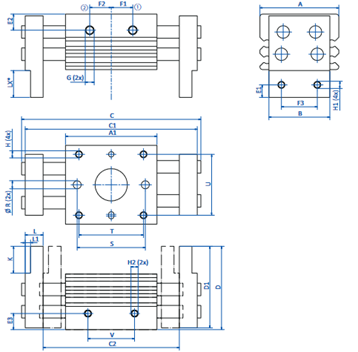 ② F2 F1 ①
E2
LX*
G (2x)
A
E1
H1 (4x)
F3
B
C
C1
A1
H (4x)
Ø R (2x)
U
T
S
L
L1
H2 (2x)
K
D1
D
E3
V
C2